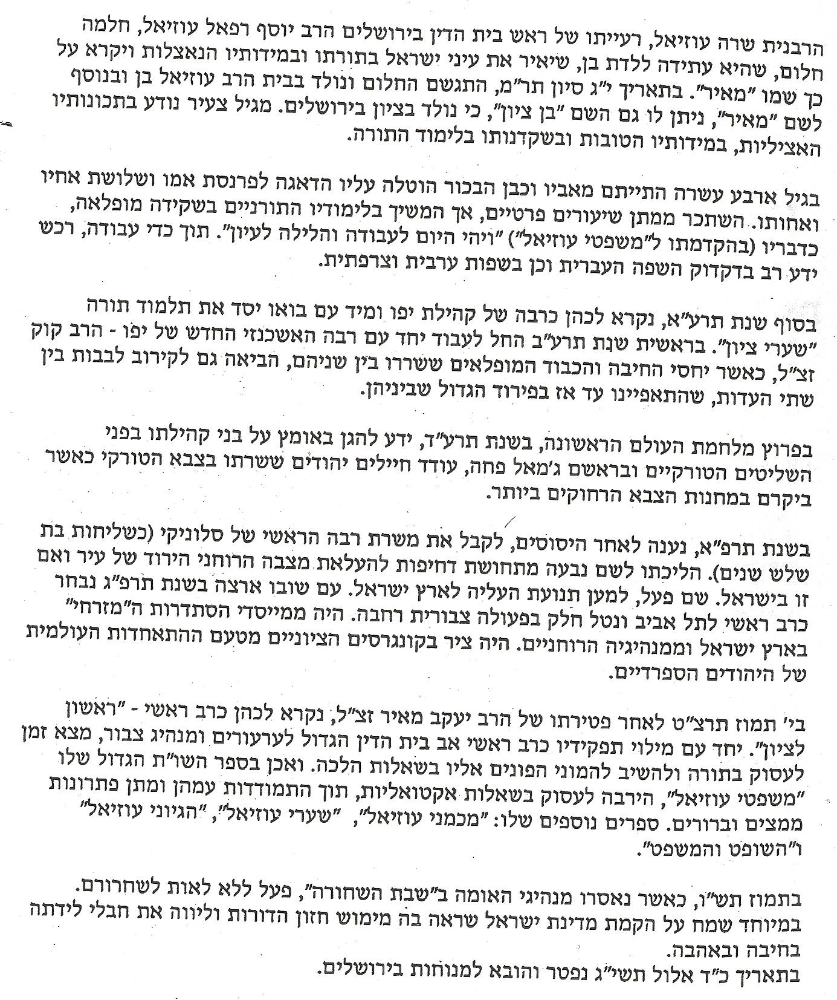 הרבנית שרה עוזיאל, רעייתו של ראש בית הדין בירושלים הרב יוסף רפאל עוזיאל, חלמה
חלום, שהיא עתידה ללדת בן, שיאיר את עיני ישראל בתורתו ובמידותיו הנאצלות ויקרא על
כך שמו "מאיר". בתאריך י"ג סיון תר"מ, התגשם החלום ונולד בבית הרב עוזיאל בן ובנוסף
לשם "מאיר", ניתן לו גם השם "בן ציון", כי נולד בציון בירושלים. מגיל צעיר נודע בתכונותיו
האציליות, במידותיו הטובות ובשקדנותו בלימוד התורה.
בגיל ארבע עשרה התייתם מאביו וכבן הבכור הוטלה עליו הדאגה לפרנסת אמו ושלושת אחיו
ואחותו. השתכר ממתן שיעורים פרטיים, אך המשיך בלימודיו התורניים בשקידה מופלאה,
כדבריו (בהקדמתו ל"משפטי עוזיאל") "ויהי היום לעבודה והלילה לעיון". תוך כדי עבודה, רכש
ידע רב בדקדוק השפה העברית וכן בשפות ערבית וצרפתית.
בסוף שנת תרע"א, נקרא לכהן כרבה של קהילת יפו ומיד עם בואו יסד את תלמוד תורה
"שערי ציון". בראשית שנת תרע"ב החל לעבוד יחד עם רבה האשכנזי החדש של יפו - הרב קוק
זצ"ל, כאשר יחסי החיבה והכבוד המופלאים ששררו בין שניהם, הביאה גם לקירוב לבבות בין
שתי העדות, שהתאפיינו עד אז בפירוד הגדול שביניהן.
בפרוץ מלחמת העולם הראשונה, בשנת תרע"ד, ידע להגן באומץ על בני קהילתו בפני
השליטים הטורקיים ובראשם ג'מאל פחה, עודד חיילים יהודים ששרתו בצבא הטורקי כאשר
ביקרם במחנות הצבא הרחוקים ביותר.
בשנת תרפ"א, נענה לאחר היסוסים, לקבל את משרת רבה הראשי של סלוניקי (כשליחות בת
שלש שנים). הליכתו לשם נבעה מתחושת דחיפות להעלאת מצבה הרוחני הירוד של עיר ואם
זו בישראל. שם פעל, למען תנועת העליה לארץ ישראל. עם שובו ארצה בשנת תרפ"ג נבחר
כרב ראשי לתל אביב ונטל חלק בפעולה צבורית רחבה. היה ממייסדי הסתדרות ה"מזרחי"
בארץ ישראל וממנהיגיה הרוחניים. היה ציר בקונגרסים הציוניים מטעם ההתאחדות העולמית
של היהודים הספרדיים.
בי' תמוז תרצ"ט לאחר פטירתו של הרב יעקב מאיר זצ"ל, נקרא לכהן כרב ראשי - "ראשון
לציון". יחד עם מילוי תפקידיו כרב ראשי אב בית הדין הגדול לערעורים ומנהיג צבור, מצא זמן
לעסוק בתורה ולהשיב להמוני הפונים אליו בשאלות הלכה. ואכן בספר השו"ת הגדול שלו
"משפטי עוזיאל", הירבה לעסוק בשאלות אקטואליות, תוך התמודדות עמהן ומתן פתרונות
ממצים וברורים. ספרים נוספים שלו: "מכמני עוזיאל", "שערי עוזיאל", "הגיוני עוזיאל"
ו"השופט והמשפט".
בתמוז תש"ו, כאשר נאסרו מנהיגי האומה ב"שבת השחורה", פעל ללא לאות לשחרורם.
במיוחד שמח על הקמת מדינת ישראל שראה בה מימוש חזון הדורות וליווה את חבלי לידתה
בחיבה ובאהבה.
בתאריך כ"ד אלול תשי"ג נפטר והובא למנוחות בירושלים.